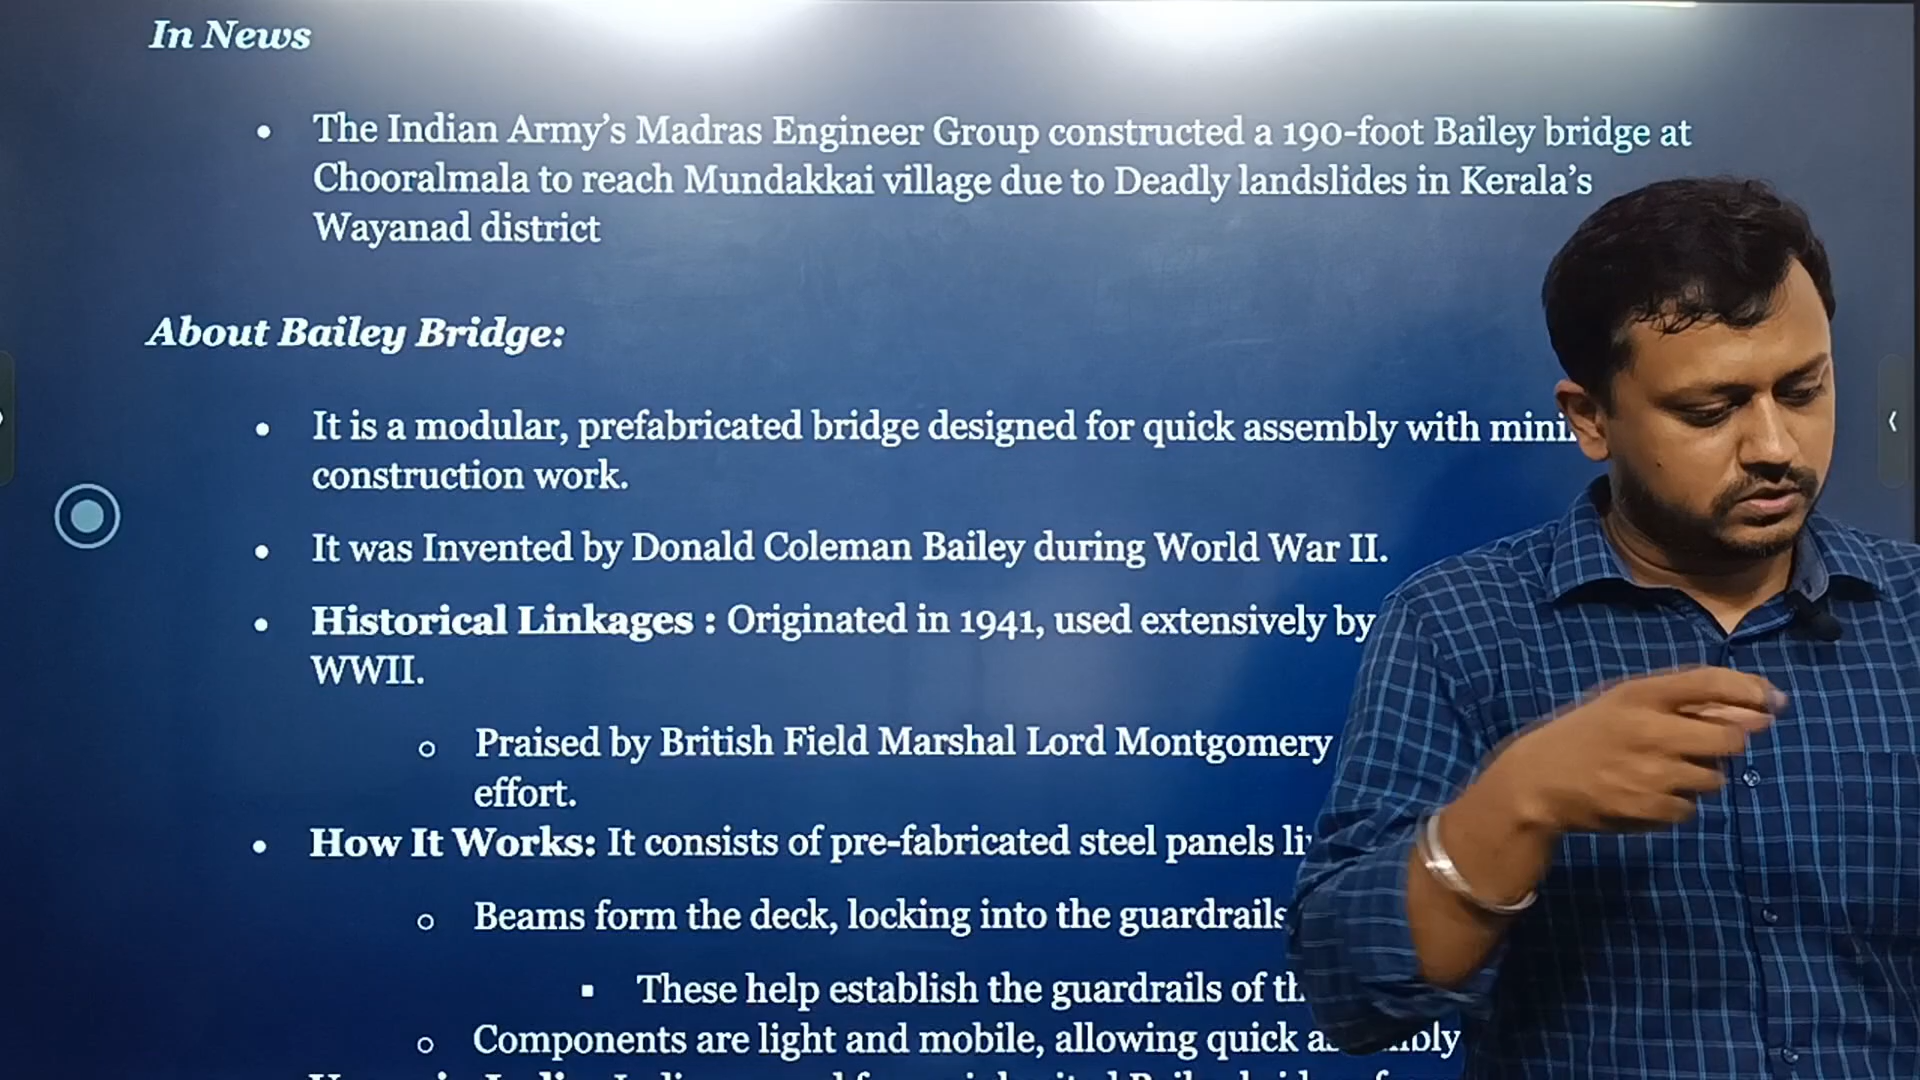 In News
• The Indian Army’s Madras Engineer Group constructed a 190-foot Bailey bridge at
Chooralmala to reach Mundakkai village due to Deadly landslides in Kerala’s
Wayanad district
About Bailey Bridge:
• It is a modular, prefabricated bridge designed for quick assembly with
construction work.
• It was Invented by Donald Coleman Bailey during World War II.
• Historical Linkages : Originated in 1941, used extensively by
WWII.
o Praised by British Field Marshal Lord Montgomery
effort.
• How It Works: It consists of pre-fabricated steel panels
o Beams form the deck, locking into the guardrails
▪ These help establish the guardrails of
o Components are light and mobile, allowing quick